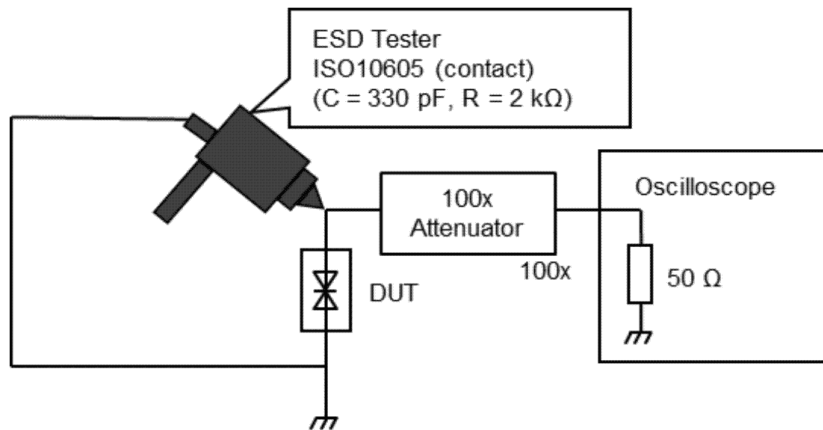 ESD Tester
ISO10605 (contact)
(C = 330 pF, R = 2 kΩ)
100x
Attenuator
100x
Oscilloscope
50 Ω
DUT